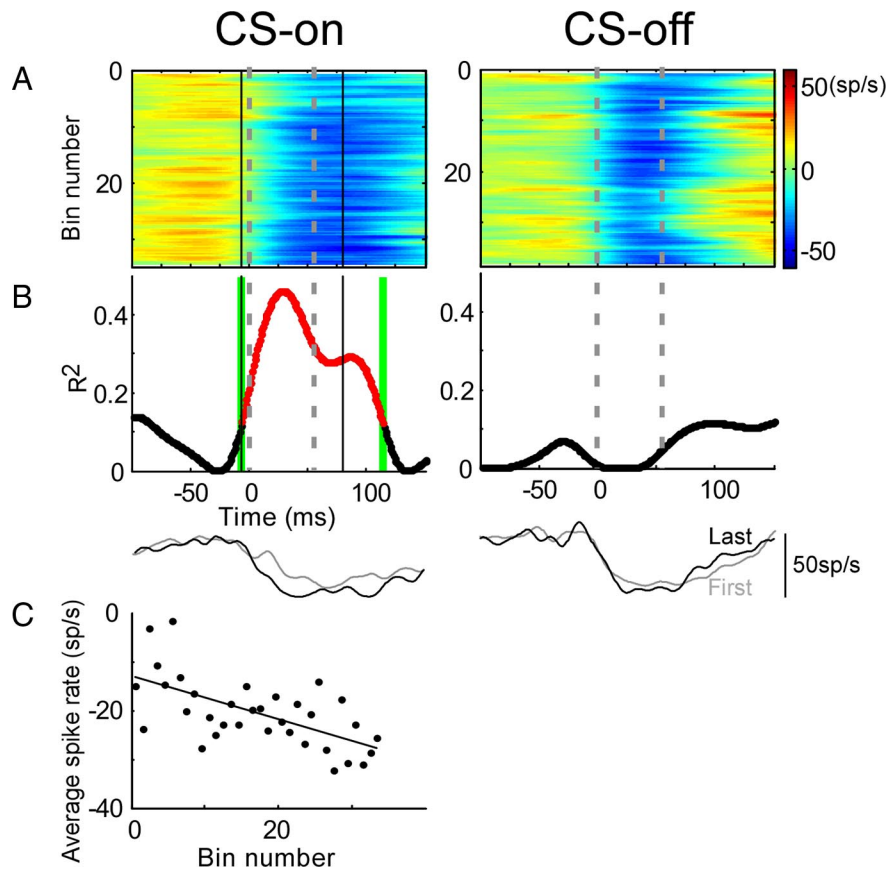 CS-on CS-off
A
0 0
50 (sp/s)
Bin number
20 20
0
-50
B
0.4 0.4
R2
0.2 0.2
0 0
-50 0 100 -50 0 100
Time (ms)
Last
50sp/s
First
C
0
Average spike rate (sp/s)
-20
-40
0 20
Bin number